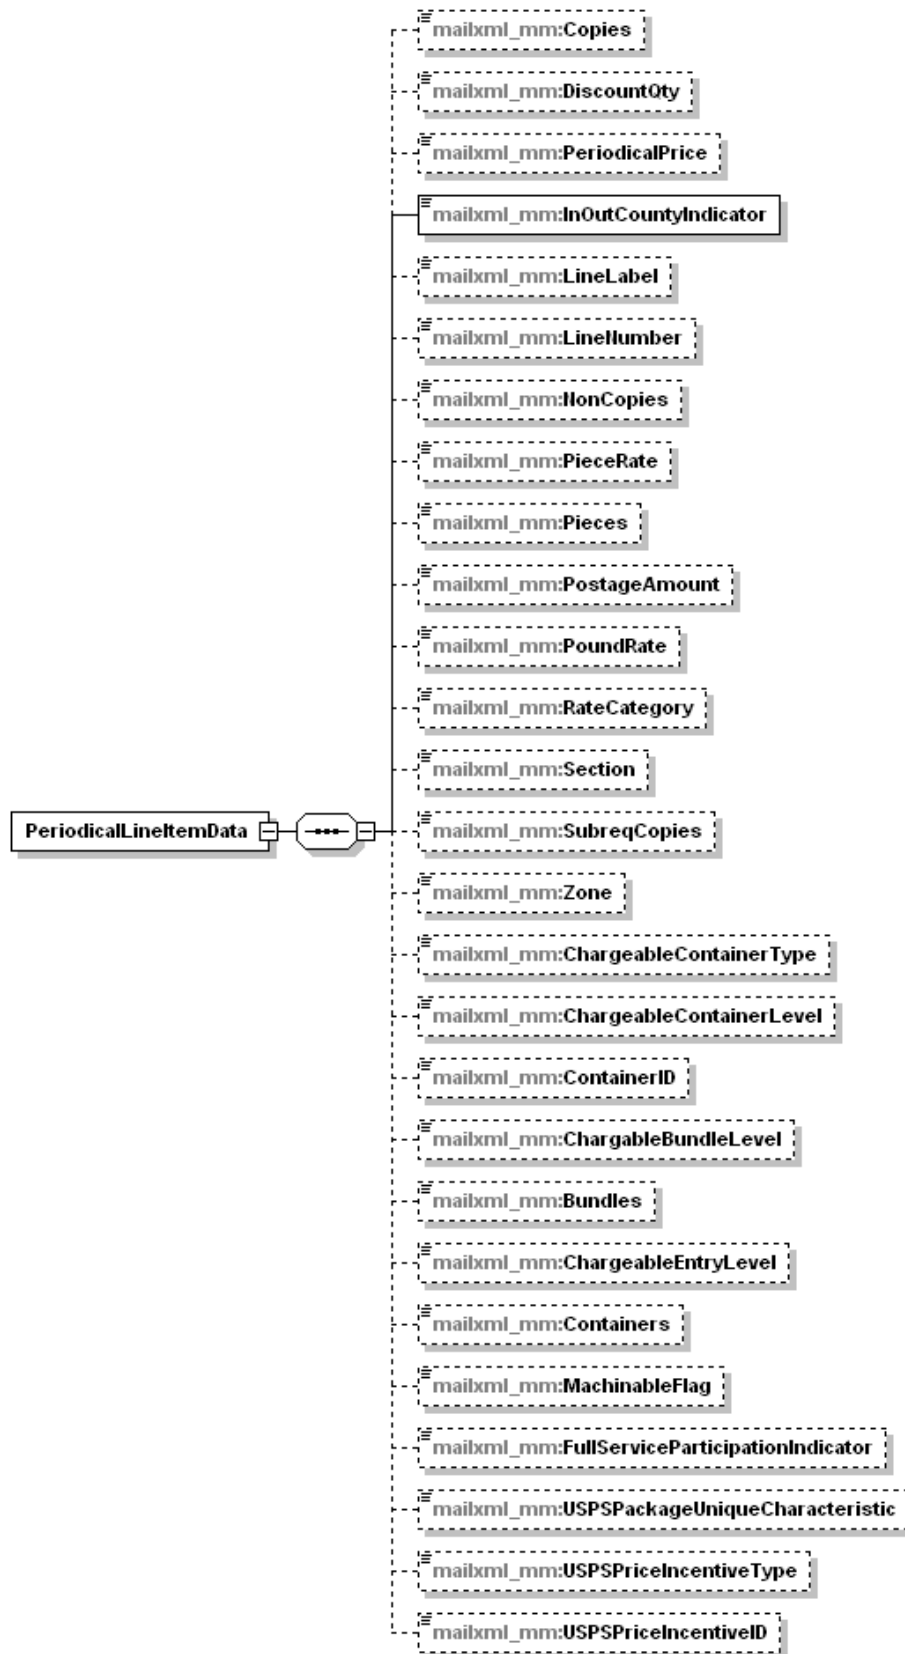 mailxml_mm:Copies
mailxml_mm:DiscountQty
mailxml_mm:PeriodicalPrice
mailxml_mm:InOutCountyIndicator
mailxml_mm:LineLabel
mailxml_mm:LineNumber
mailxml_mm:NonCopies
mailxml_mm:PieceRate
mailxml_mm:Pieces
mailxml_mm:PostageAmount
mailxml_mm:PoundRate
mailxml_mm:RateCategory
mailxml_mm:Section
PeriodicalLineItemData
mailxml_mm:SubreqCopies
mailxml_mm:Zone
mailxml_mm:ChargeableContainerType
mailxml_mm:ChargeableContainerLevel
mailxml_mm:ContainerID
mailxml_mm:ChargableBundleLevel
mailxml_mm:Bundles
mailxml_mm:ChargeableEntryLevel
mailxml_mm:Containers
mailxml_mm:MachinableFlag
mailxml_mm:FullServiceParticipationIndicator
mailxml_mm:USPSPackageUniqueCharacteristic
mailxml_mm:USPSPriceIncentiveType
mailxml_mm:USPSPriceIncentiveID